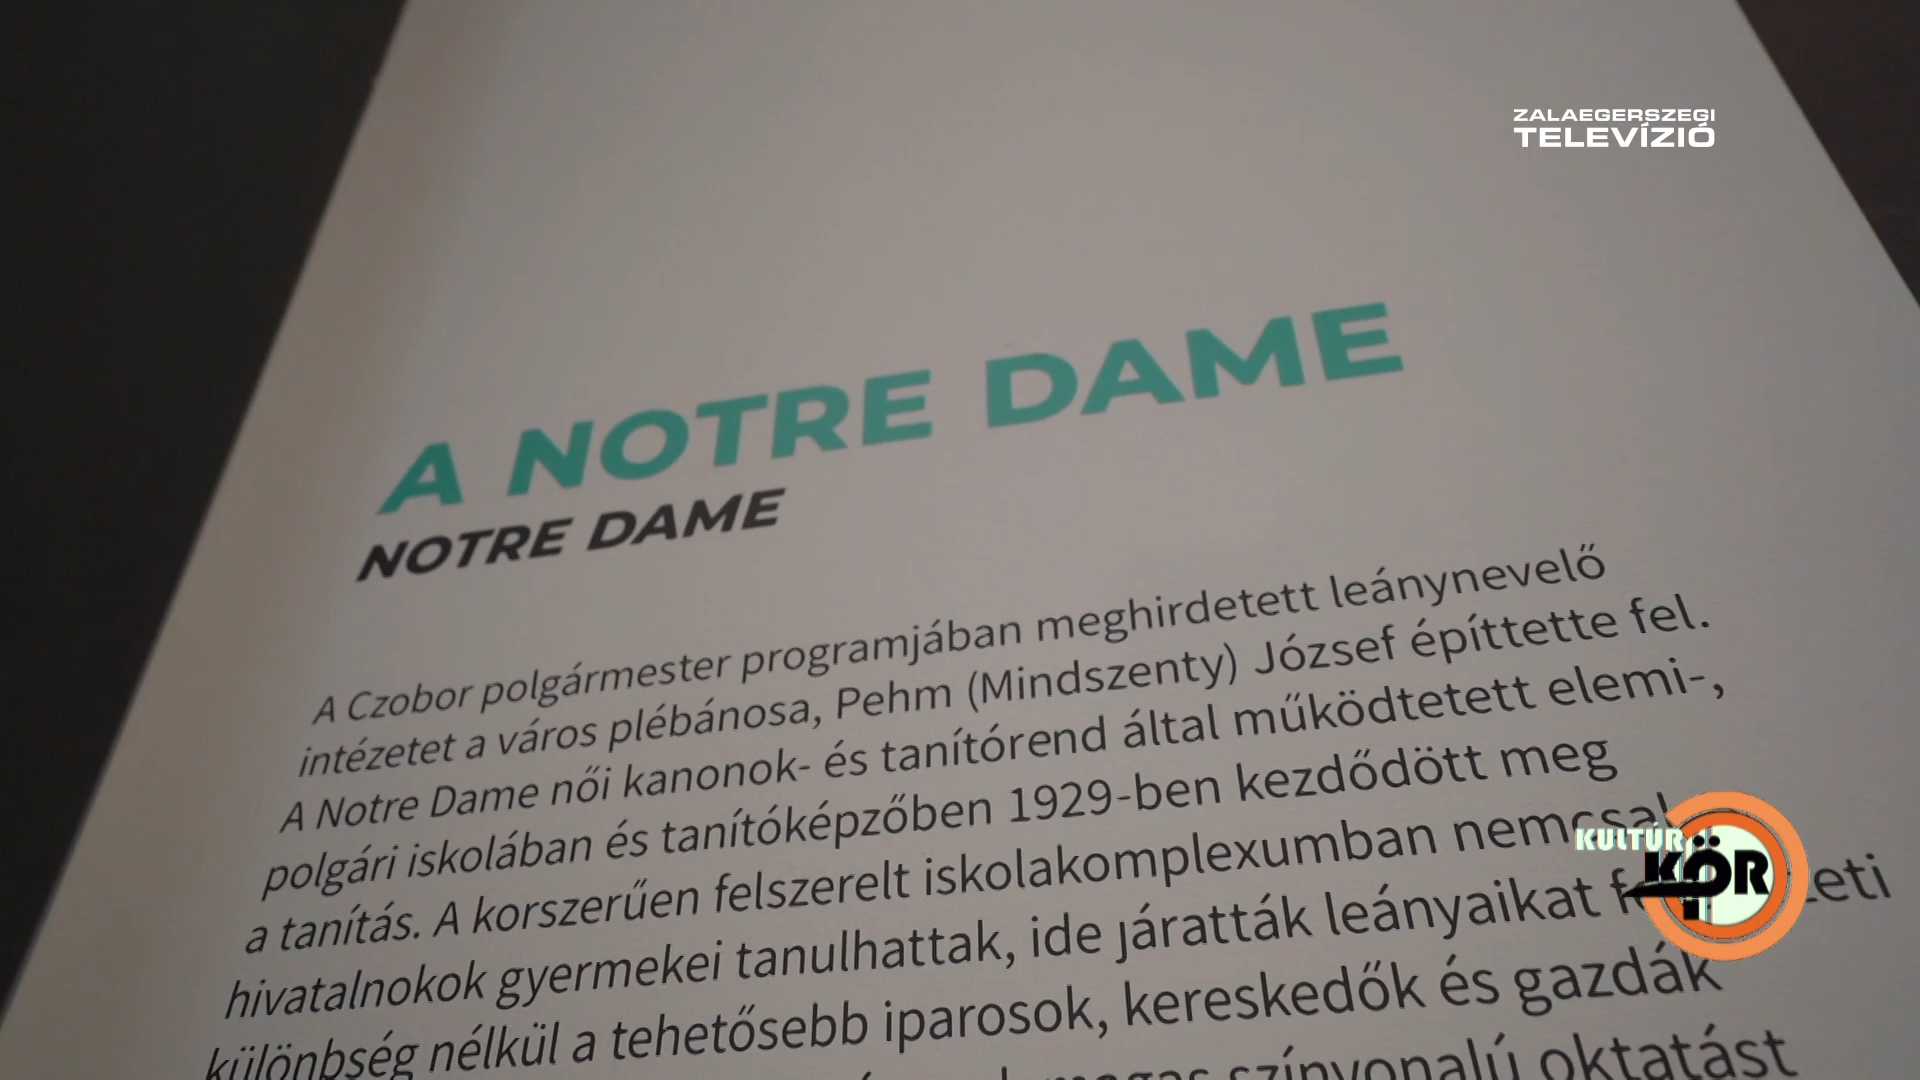 ZALAEGERSZEGI
TELEVÍZIÓ
A NOTRE DAME
NOTRE DAME
A Czobor polgármester programjában meghirdetett leánynevelő
intézetet a város plébánosa, Pehm (Mindszenty) József építtette fel.
A Notre Dame női kanonok- és tanítórend által működtetett elemi-,
polgári iskolában és tanítóképzőben 1929-ben kezdődött meg
a tanítás. A korszerűen felszerelt iskolakomplexumban
hivatalnokok gyermekei tanulhattak, ide járatták leányaikat
különbség nélkül a tehetősebb iparosok, kereskedők és gazdák
színvonalú oktatást
KULTÚR
KÖR